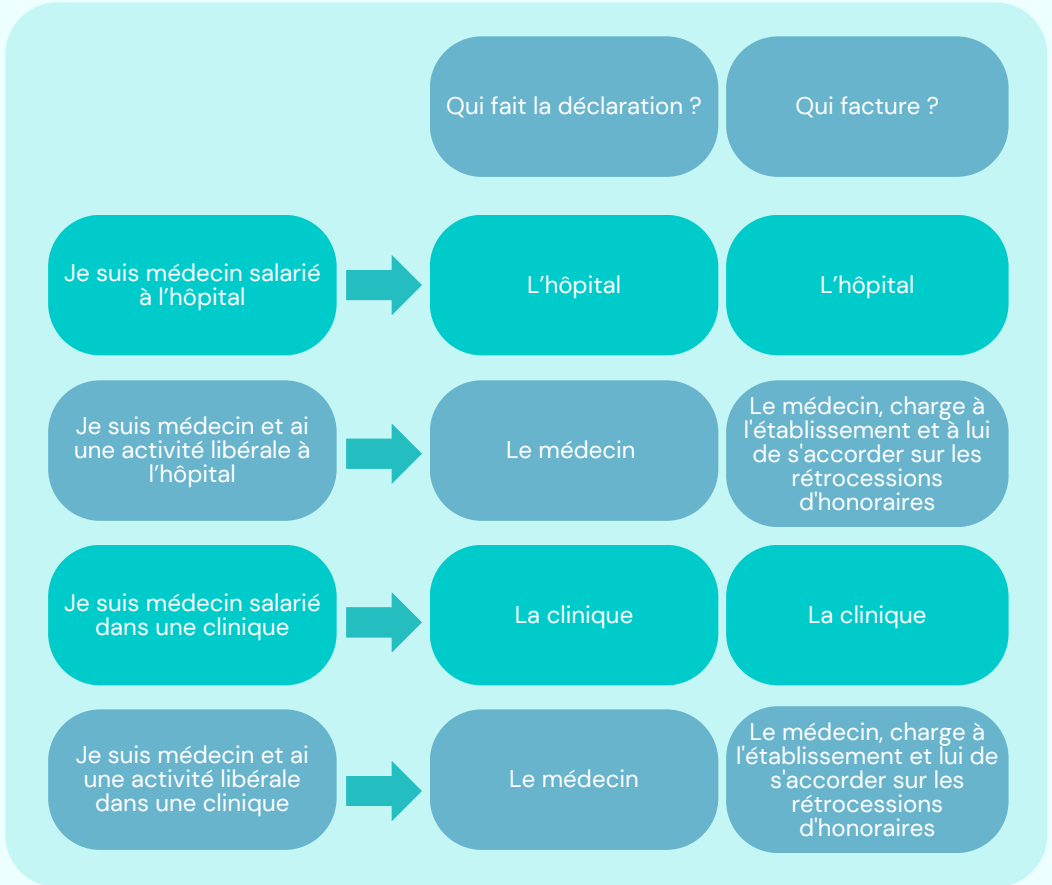 Qui fait la déclaration ?
Qui facture ?
Je suis médecin salarié
à l’hôpital
L’hôpital
L’hôpital
Je suis médecin et ai
une activité libérale à
l’hôpital
Le médecin
Le médecin, charge à
l'établissement et à lui
de s'accorder sur les
rétrocessions
d'honoraires
Je suis médecin salarié
dans une clinique
La clinique
La clinique
Je suis médecin et ai
une activité libérale
dans une clinique
Le médecin
Le médecin, charge à
l'établissement et lui de
s'accorder sur les
rétrocessions
d'honoraires